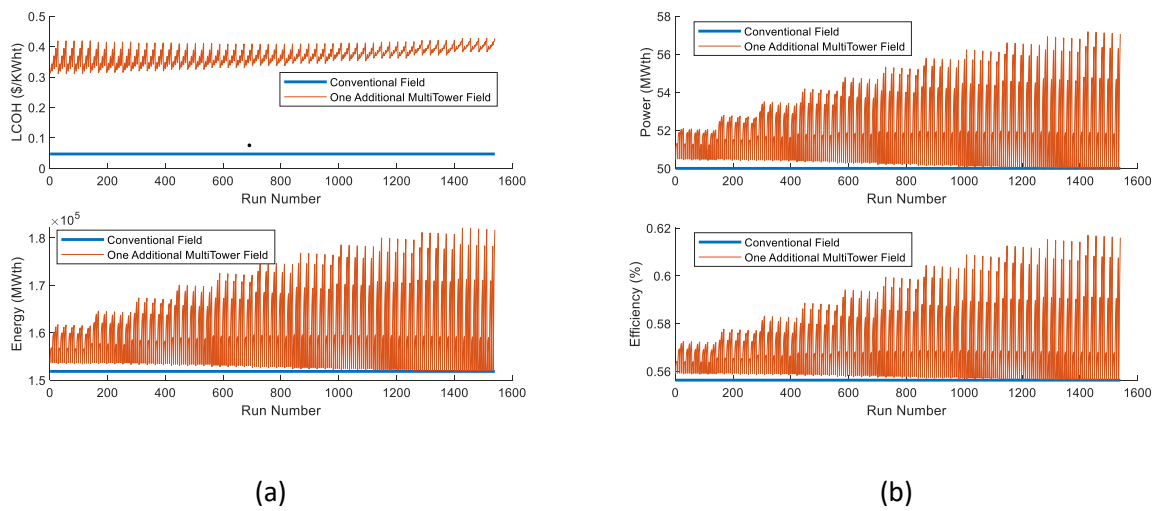 0.5
0.4
0.3
0.2
0.1
0
LCOH ($/KWht)
Conventional Field
One Additional MultiTower Field
0 200 400 600 800 1000 1200 1400 1600
Run Number
×10^5
1.8
1.7
1.6
1.5
Energy (MWth)
Conventional Field
One Additional MultiTower Field
0 200 400 600 800 1000 1200 1400 1600
Run Number
(a)
58
56
54
52
50
Power (MWth)
Conventional Field
One Additional MultiTower Field
0 200 400 600 800 1000 1200 1400 1600
Run Number
0.62
0.6
0.58
0.56
Efficiency (%)
Conventional Field
One Additional MultiTower Field
0 200 400 600 800 1000 1200 1400 1600
Run Number
(b)